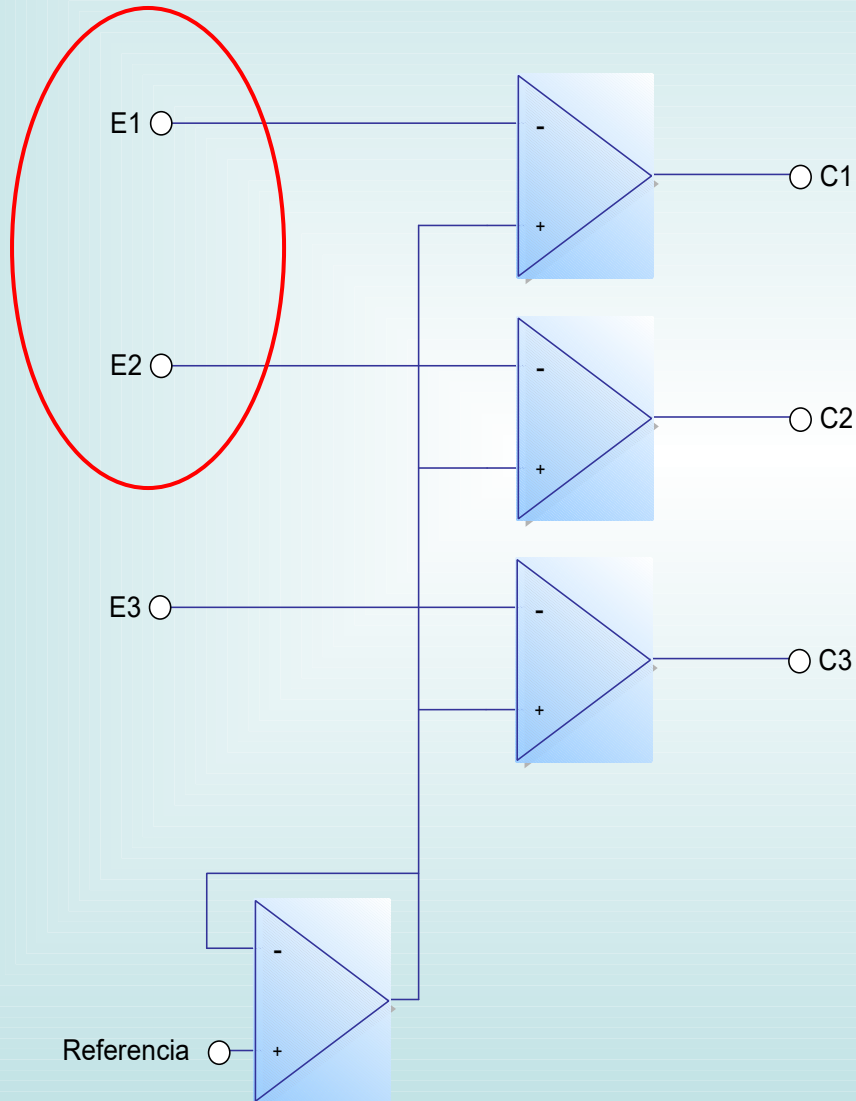 E1
-
+
C1
E2
-
+
C2
E3
-
+
C3
-
+
Referencia